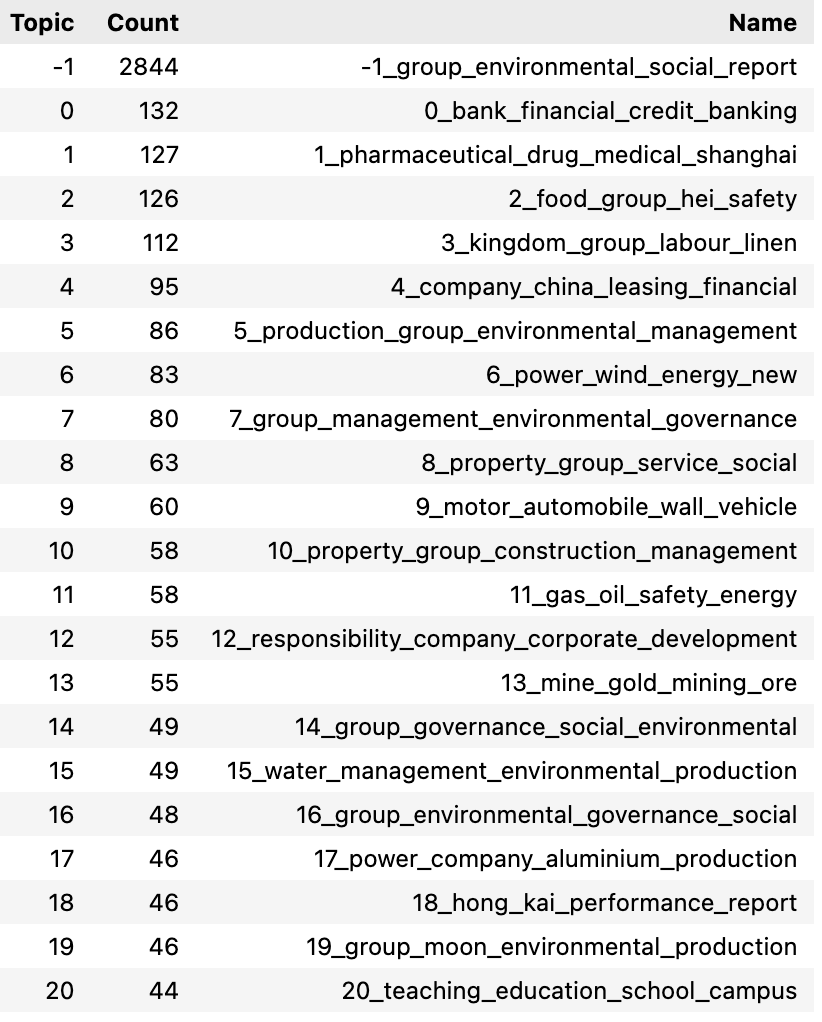 Topic Count Name
-1 2844 -1_group_environmental_social_report
0 132 0_bank_financial_credit_banking
1 127 1_pharmaceutical_drug_medical_shanghai
2 126 2_food_group_hei_safety
3 112 3_kingdom_group_labour_linen
4 95 4_company_china_leasing_financial
5 86 5_production_group_environmental_management
6 83 6_power_wind_energy_new
7 80 7_group_management_environmental_governance
8 63 8_property_group_service_social
9 60 9_motor_automobile_wall_vehicle
10 58 10_property_group_construction_management
11 58 11_gas_oil_safety_energy
12 55 12_responsibility_company_corporate_development
13 55 13_mine_gold_mining_ore
14 49 14_group_governance_social_environmental
15 49 15_water_management_environmental_production
16 48 16_group_environmental_governance_social
17 46 17_power_company_aluminium_production
18 46 18_hong_kai_performance_report
19 46 19_group_moon_environmental_production
20 44 20_teaching_education_school_campus